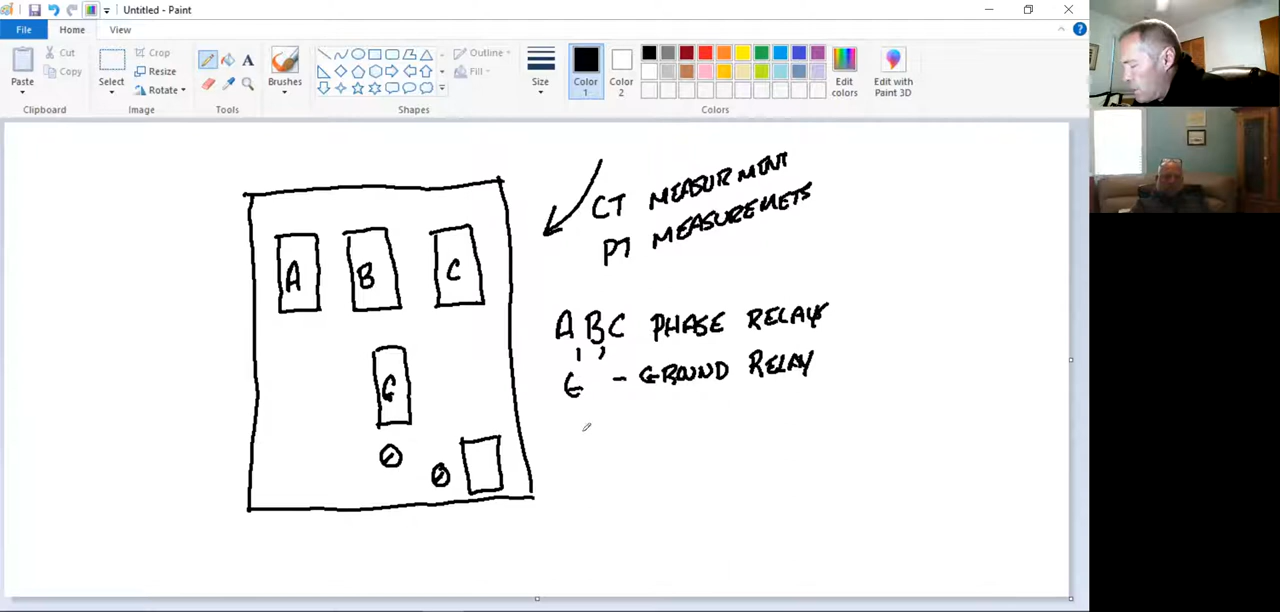 Untitled - Paint
File
Home
View
Paste
Cut
Copy
Clipboard
Select
Crop
Resize
Rotate
Image
A
Tools
Brushes
Outline
Fill
Shapes
Size
Color 1
Color 2
Edit colors
Colors
Edit with Paint 3D
CT MEASURMENT
PT MEASUREMETS
A B C
ABC PHASE RELAYS
G
G - GROUND RELAY